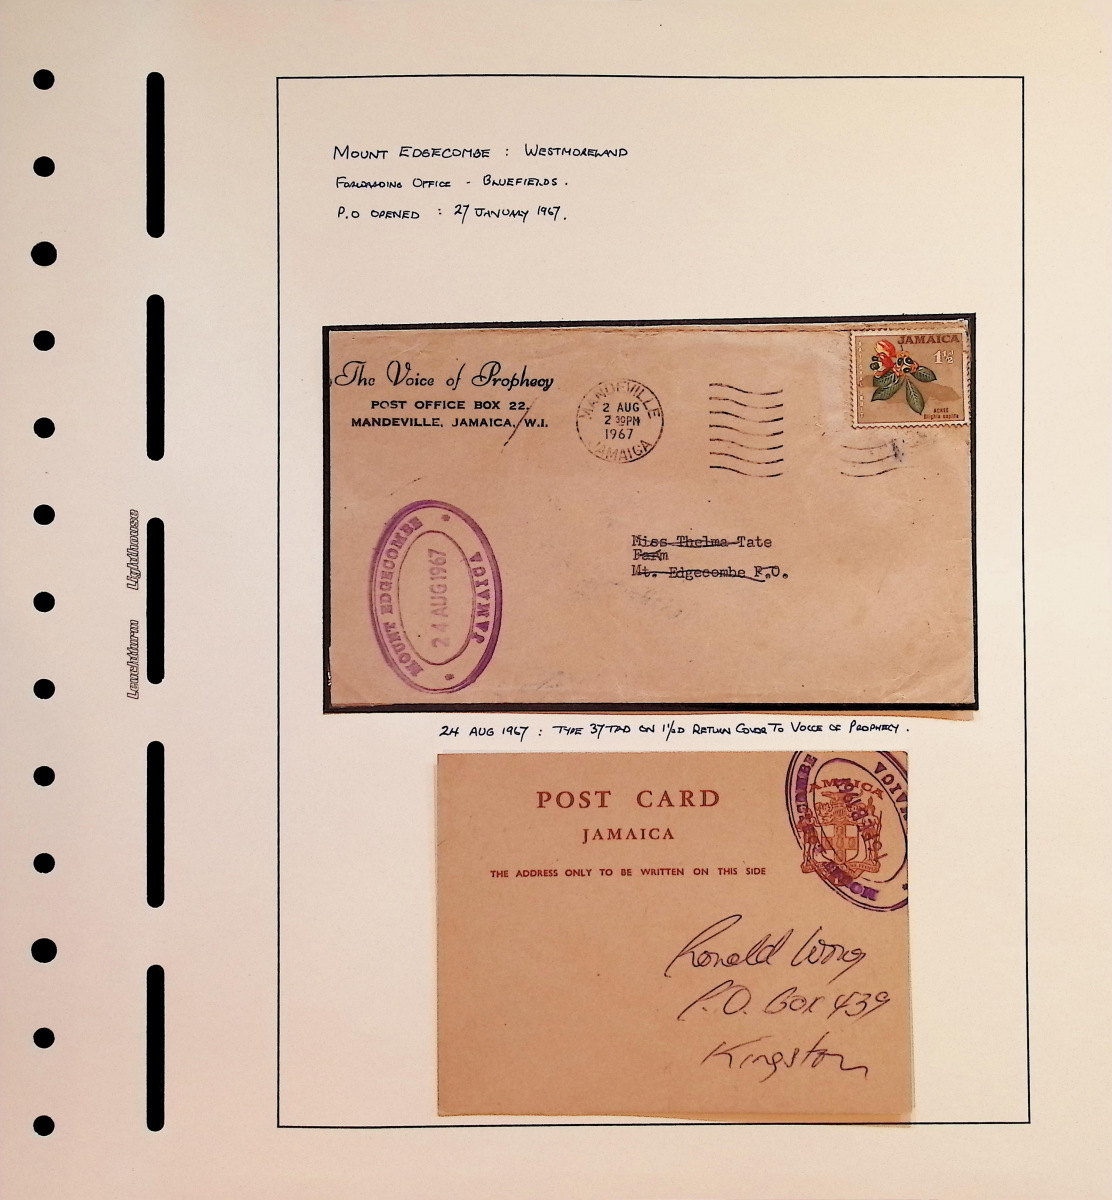 MOUNT EDGECOMBE : WESTMORELAND
FORWARDING OFFICE - BLUEFIELDS.
P.O OPENED : 27 JANUARY 1967.
The Voice of Prophecy
POST OFFICE BOX 22,
MANDEVILLE, JAMAICA, W.I.
MANDEVILLE
2 AUG
2 30PM
1967
JAMAICA
JAMAICA
1½d
ACKEE
Blighia sapida
MOUNT EDGECOMBE
24 AUG 1967
JAMAICA
Miss Thelma Tate
Farm
Mt. Edgecombe P.O.
24 AUG 1967 : TYPE 37 TRD ON 1½D RETURN COVER TO VOICE OF PROPHECY.
POST CARD
JAMAICA
THE ADDRESS ONLY TO BE WRITTEN ON THIS SIDE
JAMAICA
Ronald Wong
P.O. Box 439
Kingston
Leuchtturm Lighthouse